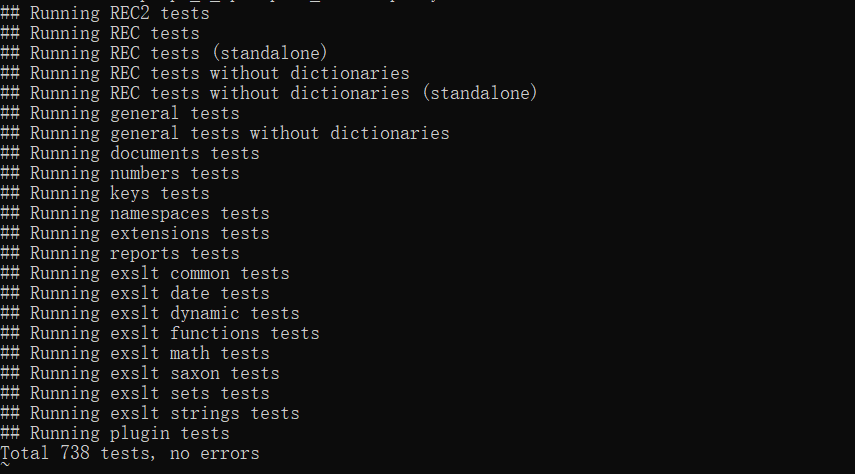 ## Running REC2 tests
## Running REC tests
## Running REC tests (standalone)
## Running REC tests without dictionaries
## Running REC tests without dictionaries (standalone)
## Running general tests
## Running general tests without dictionaries
## Running documents tests
## Running numbers tests
## Running keys tests
## Running namespaces tests
## Running extensions tests
## Running reports tests
## Running exslt common tests
## Running exslt date tests
## Running exslt dynamic tests
## Running exslt functions tests
## Running exslt math tests
## Running exslt saxon tests
## Running exslt sets tests
## Running exslt strings tests
## Running plugin tests
Total 738 tests, no errors
~